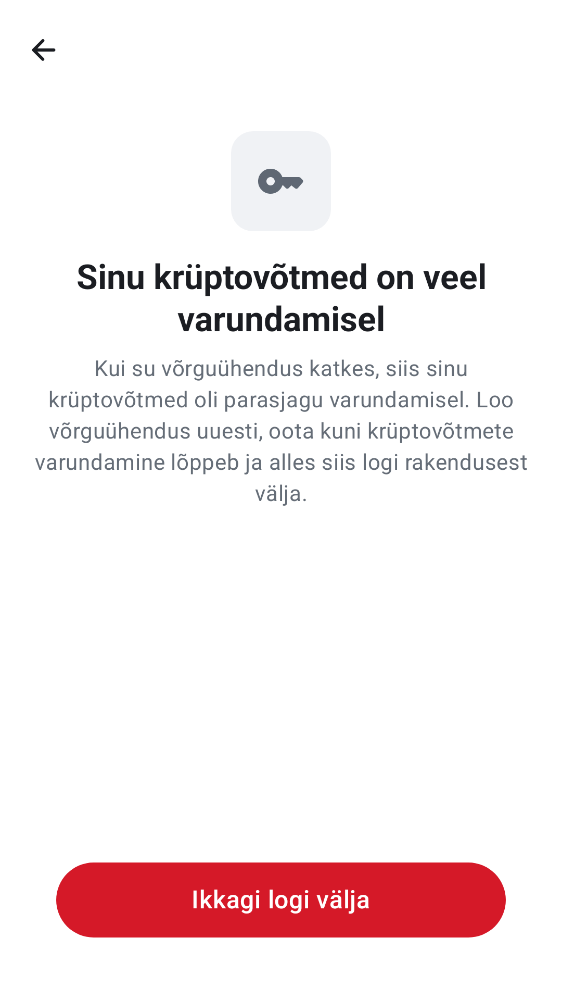 Sinu krüptovõtmed on veel
varundamisel
Kui su võrguühendus katkes, siis sinu
krüptovõtmed oli parasjagu varundamisel. Loo
võrguühendus uuesti, oota kuni krüptovõtmete
varundamine lõppeb ja alles siis logi rakendusest
välja.
Ikkagi logi välja